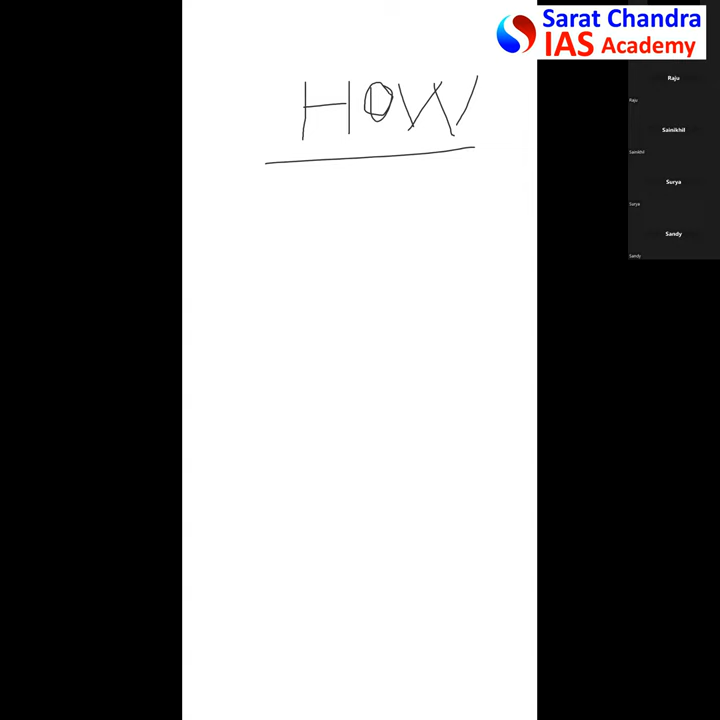 Sarat Chandra
IAS Academy
HOW
Raju
Raju
Sainikhil
Sainikhil
Surya
Surya
Sandy
Sandy